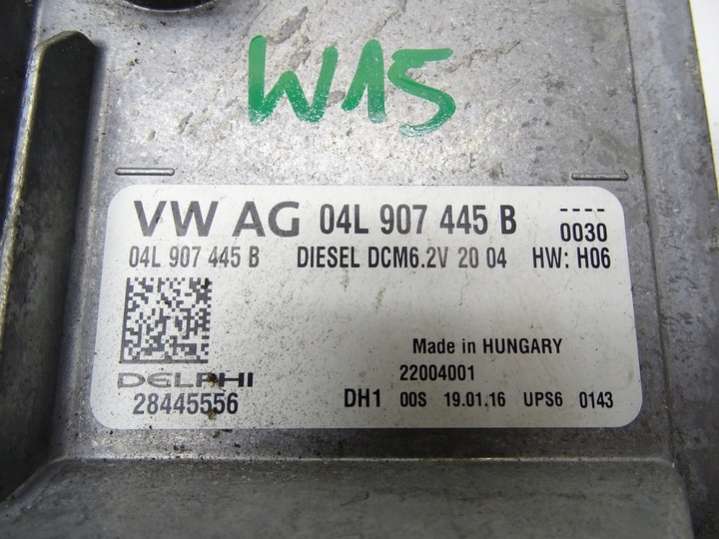 W15
VW AG 04L 907 445 B ----
0030
04L 907 445 B DIESEL DCM6.2V 20 04 HW: H06
Made in HUNGARY
DELPHI 22004001
28445556 DH1 00S 19.01.16 UPS6 0143